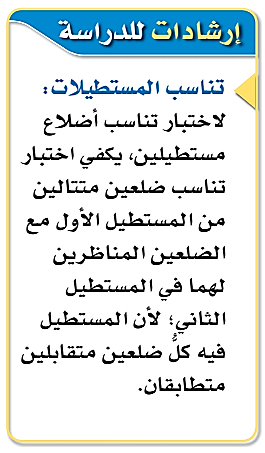 إرشادات للدراسة
تناسب المستطيلات:
لاختبار تناسب أضلاع
مستطيلين، يكفي اختبار
تناسب ضلعين متتالين
من المستطيل الأول مع
الضلعين المناظرين
لهما في المستطيل
الثاني؛ لأن المستطيل
فيه كلُّ ضلعين متقابلين
متطابقان.